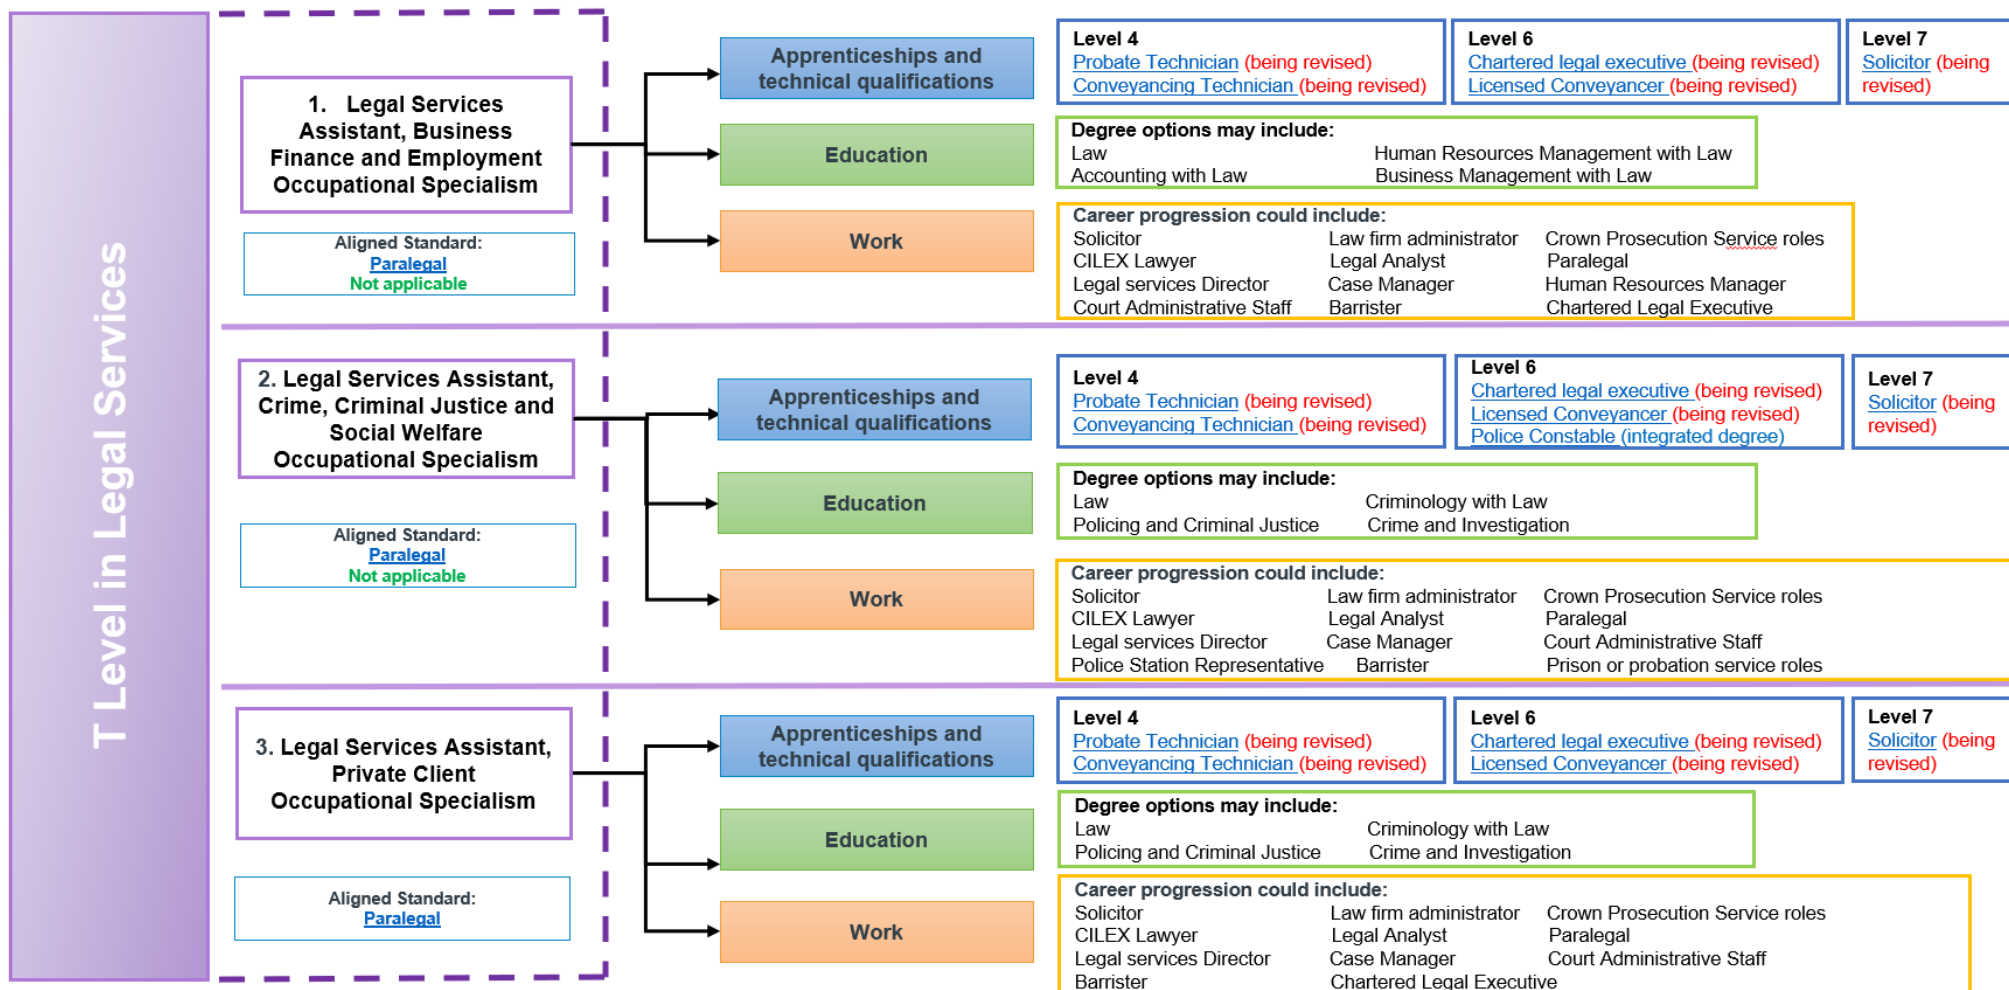 T Level in Legal Services
1. Legal Services
Assistant, Business
Finance and Employment
Occupational Specialism
Aligned Standard:
Paralegal
Not applicable
Apprenticeships and
technical qualifications
Education
Work
Level 4
Probate Technician (being revised)
Conveyancing Technician (being revised)
Level 6
Chartered legal executive (being revised)
Licensed Conveyancer (being revised)
Level 7
Solicitor (being
revised)
Degree options may include:
Law Human Resources Management with Law
Accounting with Law Business Management with Law
Career progression could include:
Solicitor Law firm administrator Crown Prosecution Service roles
CILEX Lawyer Legal Analyst Paralegal
Legal services Director Case Manager Human Resources Manager
Court Administrative Staff Barrister Chartered Legal Executive
2. Legal Services Assistant,
Crime, Criminal Justice and
Social Welfare
Occupational Specialism
Aligned Standard:
Paralegal
Not applicable
Apprenticeships and
technical qualifications
Education
Work
Level 4
Probate Technician (being revised)
Conveyancing Technician (being revised)
Level 6
Chartered legal executive (being revised)
Licensed Conveyancer (being revised)
Police Constable (integrated degree)
Level 7
Solicitor (being
revised)
Degree options may include:
Law Criminology with Law
Policing and Criminal Justice Crime and Investigation
Career progression could include:
Solicitor Law firm administrator Crown Prosecution Service roles
CILEX Lawyer Legal Analyst Paralegal
Legal services Director Case Manager Court Administrative Staff
Police Station Representative Barrister Prison or probation service roles
3. Legal Services Assistant,
Private Client
Occupational Specialism
Aligned Standard:
Paralegal
Apprenticeships and
technical qualifications
Education
Work
Level 4
Probate Technician (being revised)
Conveyancing Technician (being revised)
Level 6
Chartered legal executive (being revised)
Licensed Conveyancer (being revised)
Level 7
Solicitor (being
revised)
Degree options may include:
Law Criminology with Law
Policing and Criminal Justice Crime and Investigation
Career progression could include:
Solicitor Law firm administrator Crown Prosecution Service roles
CILEX Lawyer Legal Analyst Paralegal
Legal services Director Case Manager Court Administrative Staff
Barrister Chartered Legal Executive